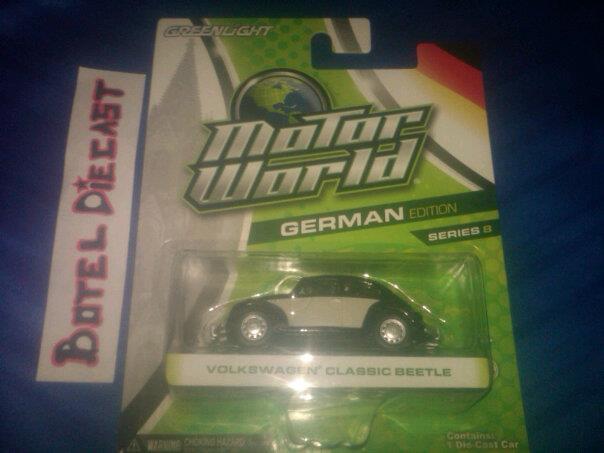 GREENLIGHT
MoTor
World
GERMAN EDITION
SERIES 8
BOTEL DIECAST
VOLKSWAGEN CLASSIC BEETLE
WARNING CHOKING HAZARD
Contains:
1 Die-Cast Car